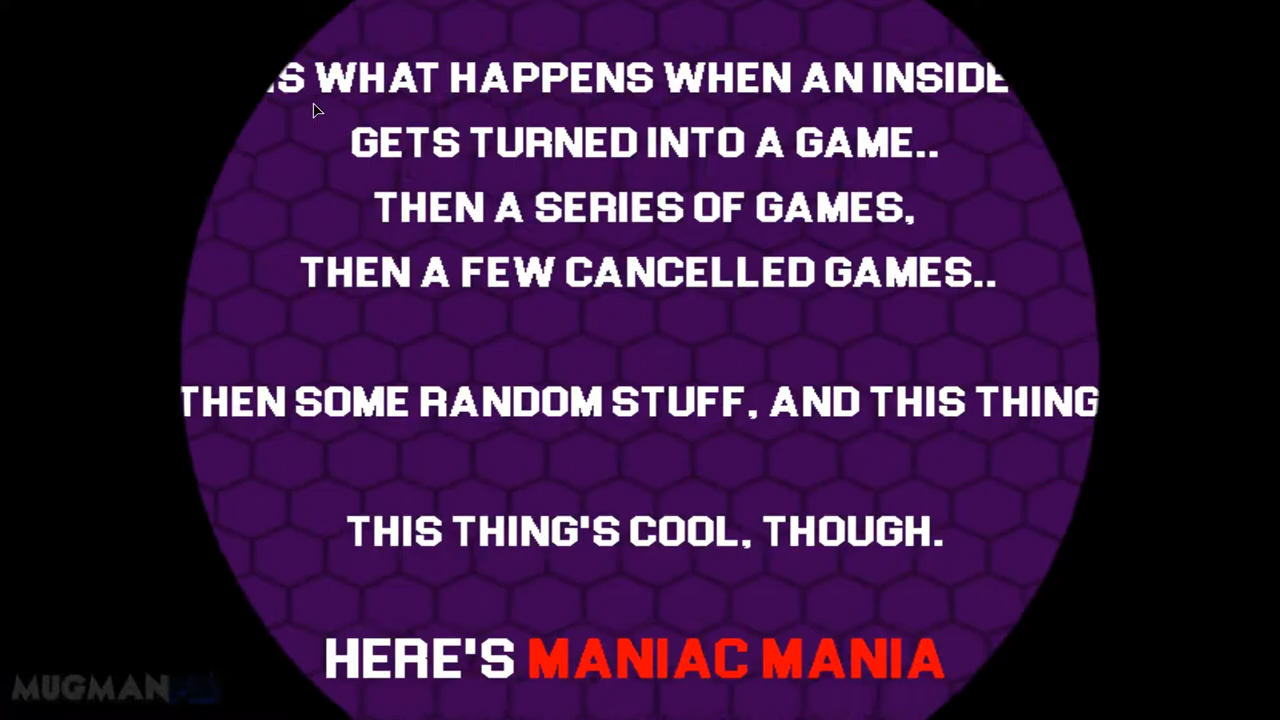 IS WHAT HAPPENS WHEN AN INSIDE
GETS TURNED INTO A GAME..
THEN A SERIES OF GAMES,
THEN A FEW CANCELLED GAMES..
THEN SOME RANDOM STUFF, AND THIS THING
THIS THING'S COOL, THOUGH.
HERE'S MANIAC MANIA
MUGMAN